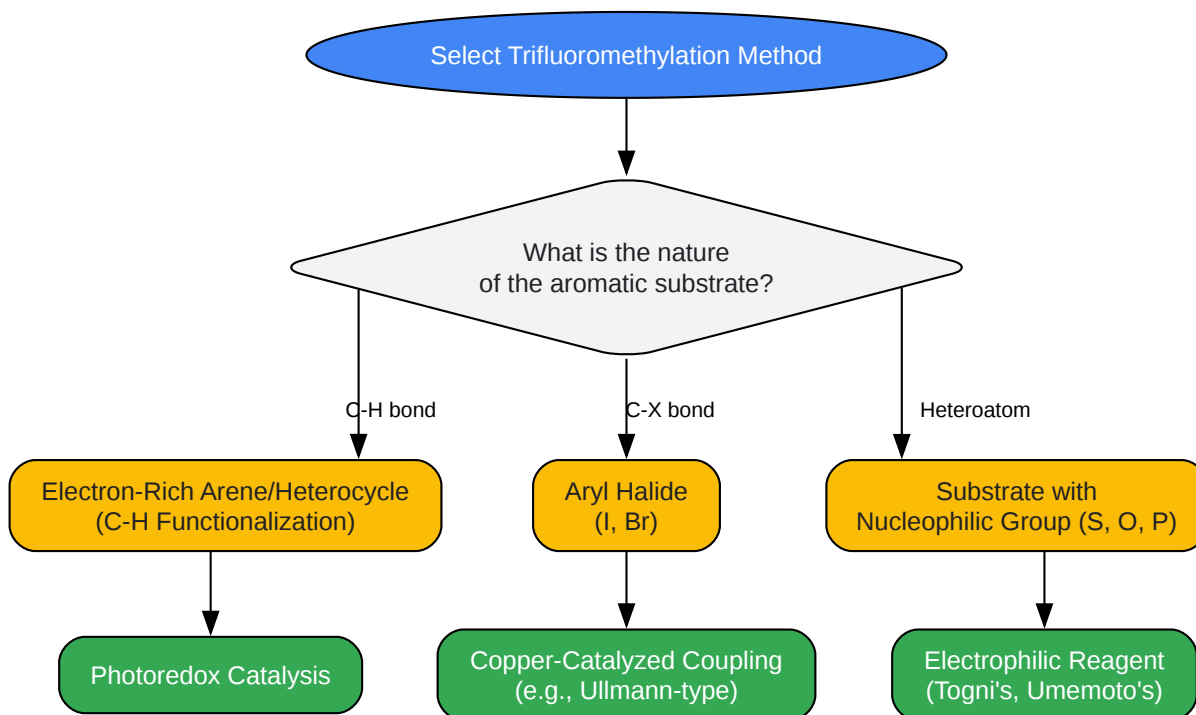 Select Trifluoromethylation Method
What is the nature
of the aromatic substrate?
C-H bond
C-X bond
Heteroatom
Electron-Rich Arene/Heterocycle
(C-H Functionalization)
Aryl Halide
(I, Br)
Substrate with
Nucleophilic Group (S, O, P)
Photoredox Catalysis
Copper-Catalyzed Coupling
(e.g., Ullmann-type)
Electrophilic Reagent
(Togni's, Umemoto's)